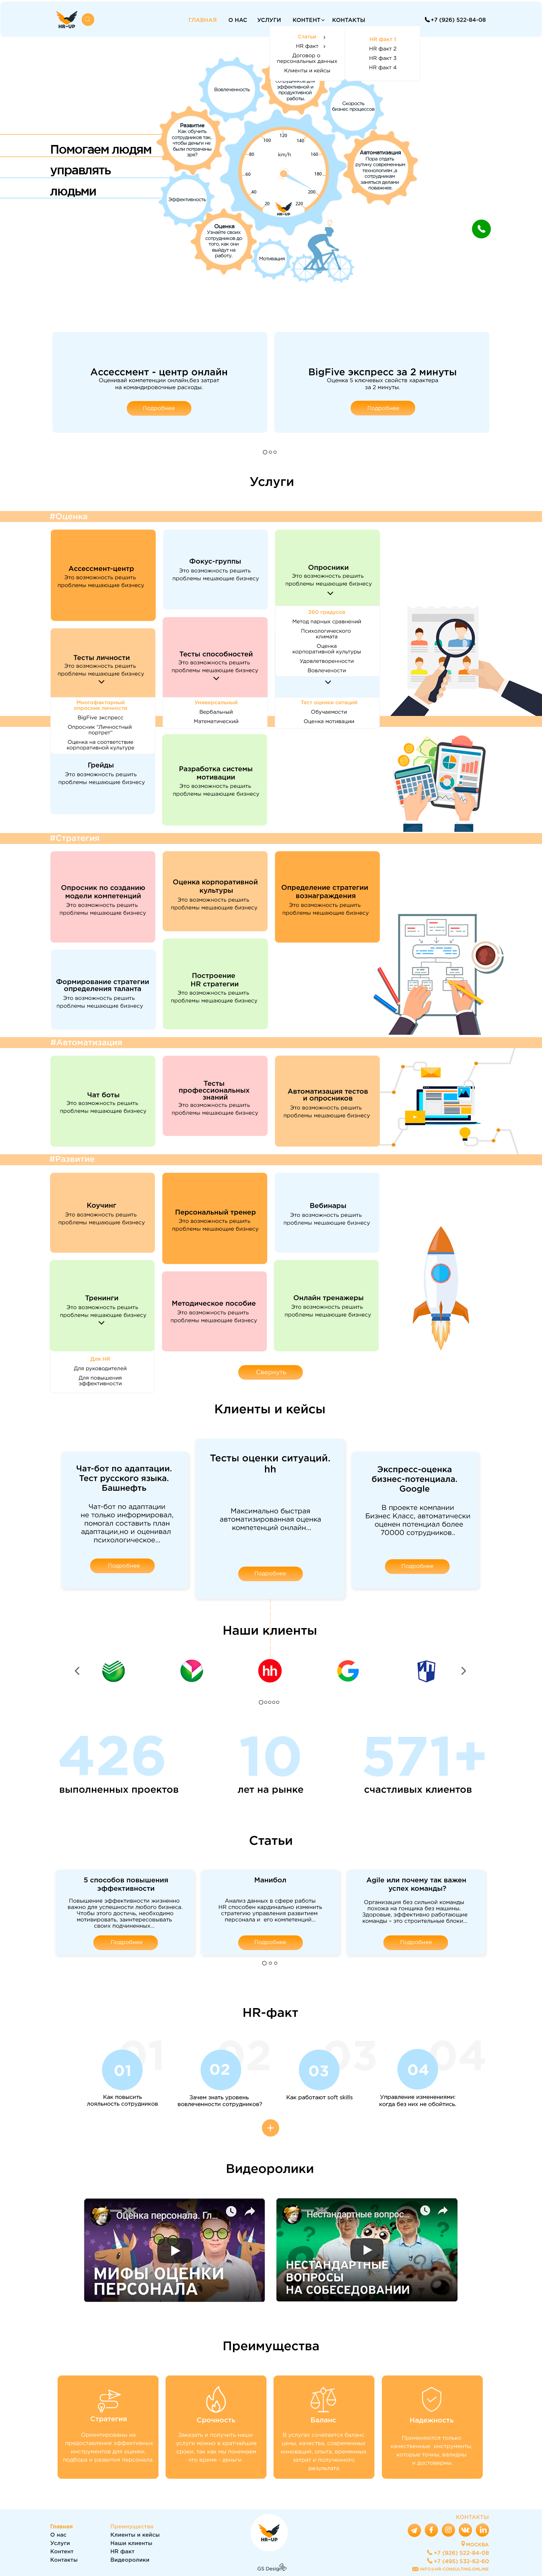 HR-UP
ГЛАВНАЯ
О НАС
УСЛУГИ
КОНТЕНТ
КОНТАКТЫ
+7 (926) 522-84-08
Статьи
HR факт
Договор о
персональных данных
Клиенты и кейсы
HR факт 1
HR факт 2
HR факт 3
HR факт 4
Помогаем людям
управлять
людьми
Вовлеченность
сотрудников для
эффективной и
продуктивной
работы.
Скорость
бизнес процессов
Развитие
Как обучить
сотрудников так,
чтобы деньги не
были потрачены
зря?
Автоматизация
Пора отдать
рутину современным
технологиям ,а
сотрудникам
заняться делами
поважнее.
Эффективность
Оценка
Узнайте своих
сотрудников до
того, как они
выйдут на
работу.
Мотивация
km/h
20
40
60
80
100
120
140
160
180
200
220
HR-UP
Ассессмент - центр онлайн
Оценивай компетенции онлайн,без затрат
на командировочные расходы.
Подробнее
BigFive экспресс за 2 минуты
Оценка 5 ключевых свойств характера
за 2 минуты.
Подробнее
Услуги
#Оценка
Ассессмент-центр
Это возможность решить
проблемы мешающие бизнесу
Фокус-группы
Это возможность решить
проблемы мешающие бизнесу
Опросники
Это возможность решить
проблемы мешающие бизнесу
360 градусов
Метод парных сравнений
Психологического
климата
Оценка
корпоративной культуры
Удовлетворенности
Вовлечености
Тесты личности
Это возможность решить
проблемы мешающие бизнесу
Многофакторный
опросник личности
BigFive экспресс
Опросник "Личностный
портрет"
Оценка на соответствие
корпоративной культуре
Тесты способностей
Это возможность решить
проблемы мешающие бизнесу
Универсальный
Вербальный
Математический
Тест оценки ситаций
Обучаемости
Оценка мотивации
Грейды
Это возможность решить
проблемы мешающие бизнесу
Разработка системы
мотивации
Это возможность решить
проблемы мешающие бизнесу
#Стратегия
Опросник по созданию
модели компетенций
Это возможность решить
проблемы мешающие бизнесу
Оценка корпоративной
культуры
Это возможность решить
проблемы мешающие бизнесу
Определение стратегии
вознаграждения
Это возможность решить
проблемы мешающие бизнесу
Формирование стратегии
определения таланта
Это возможность решить
проблемы мешающие бизнесу
Построение
HR стратегии
Это возможность решить
проблемы мешающие бизнесу
#Автоматизация
Чат боты
Это возможность решить
проблемы мешающие бизнесу
Тесты
профессиональных
знаний
Это возможность решить
проблемы мешающие бизнесу
Автоматизация тестов
и опросников
Это возможность решить
проблемы мешающие бизнесу
#Развитие
Коучинг
Это возможность решить
проблемы мешающие бизнесу
Персональный тренер
Это возможность решить
проблемы мешающие бизнесу
Вебинары
Это возможность решить
проблемы мешающие бизнесу
Тренинги
Это возможность решить
проблемы мешающие бизнесу
Для HR
Для руководителей
Для повышения
эффективности
Методическое пособие
Это возможность решить
проблемы мешающие бизнесу
Онлайн тренажеры
Это возможность решить
проблемы мешающие бизнесу
Свернуть
Клиенты и кейсы
Чат-бот по адаптации.
Тест русского языка.
Башнефть
Чат-бот по адаптации
не только информировал,
помогал составить план
адаптации,но и оценивал
психологическое...
Подробнее
Тесты оценки ситуаций.
hh
Максимально быстрая
автоматизированная оценка
компетенций онлайн...
Подробнее
Экспресс-оценка
бизнес-потенциала.
Google
В проекте компании
Бизнес Класс, автоматически
оценен потенциал более
70000 сотрудников..
Подробнее
Наши клиенты
hh
426
выполненных проектов
10
лет на рынке
571+
счастливых клиентов
Статьи
5 способов повышения
эффективности
Повышение эффективности жизненно
важно для успешности любого бизнеса.
Чтобы этого достичь, необходимо
мотивировать, заинтересовывать
своих подчиненных...
Подробнее
Манибол
Анализ данных в сфере работы
HR способен кардинально изменить
стратегию управления развитием
персонала и его компетенций...
Подробнее
Agile или почему так важен
успех команды?
Организация без сильной команды
похожа на гонщика без машины.
Здоровые, эффективно работающие
команды – это строительные блоки...
Подробнее
HR-факт
01
01
Как повысить
лояльность сотрудников
02
02
Зачем знать уровень
вовлеченности сотрудников?
03
03
Как работают soft skills
04
04
Управление изменениями:
когда без них не обойтись.
Видеоролики
Оценка персонала. Гл...
МИФЫ ОЦЕНКИ
ПЕРСОНАЛА
Нестандартные вопрос...
НЕСТАНДАРТНЫЕ
ВОПРОСЫ
НА СОБЕСЕДОВАНИИ
Преимущества
Стратегия
Ориентированы на
предоставление эффективных
инструментов для оценки,
подбора и развития персонала.
Срочность
Заказать и получить наши
услуги можно в кратчайшие
сроки, так как мы понимаем
что время - деньги.
Баланс
В услугах сочетается баланс
цены, качества, современных
инноваций, опыта, временных
затрат и полученного
результата.
Надежность
Применяются только
качественные инструменты
которые точны, валидны
и достоверны.
Главная
О нас
Услуги
Контент
Контакты
Преимущества
Клиенты и кейсы
Наши клиенты
HR факт
Видеоролики
HR-UP
GS Design
КОНТАКТЫ
МОСКВА
+7 (926) 522-84-08
+7 (495) 532-62-60
INFO@HR-CONSULTING.ONLINE